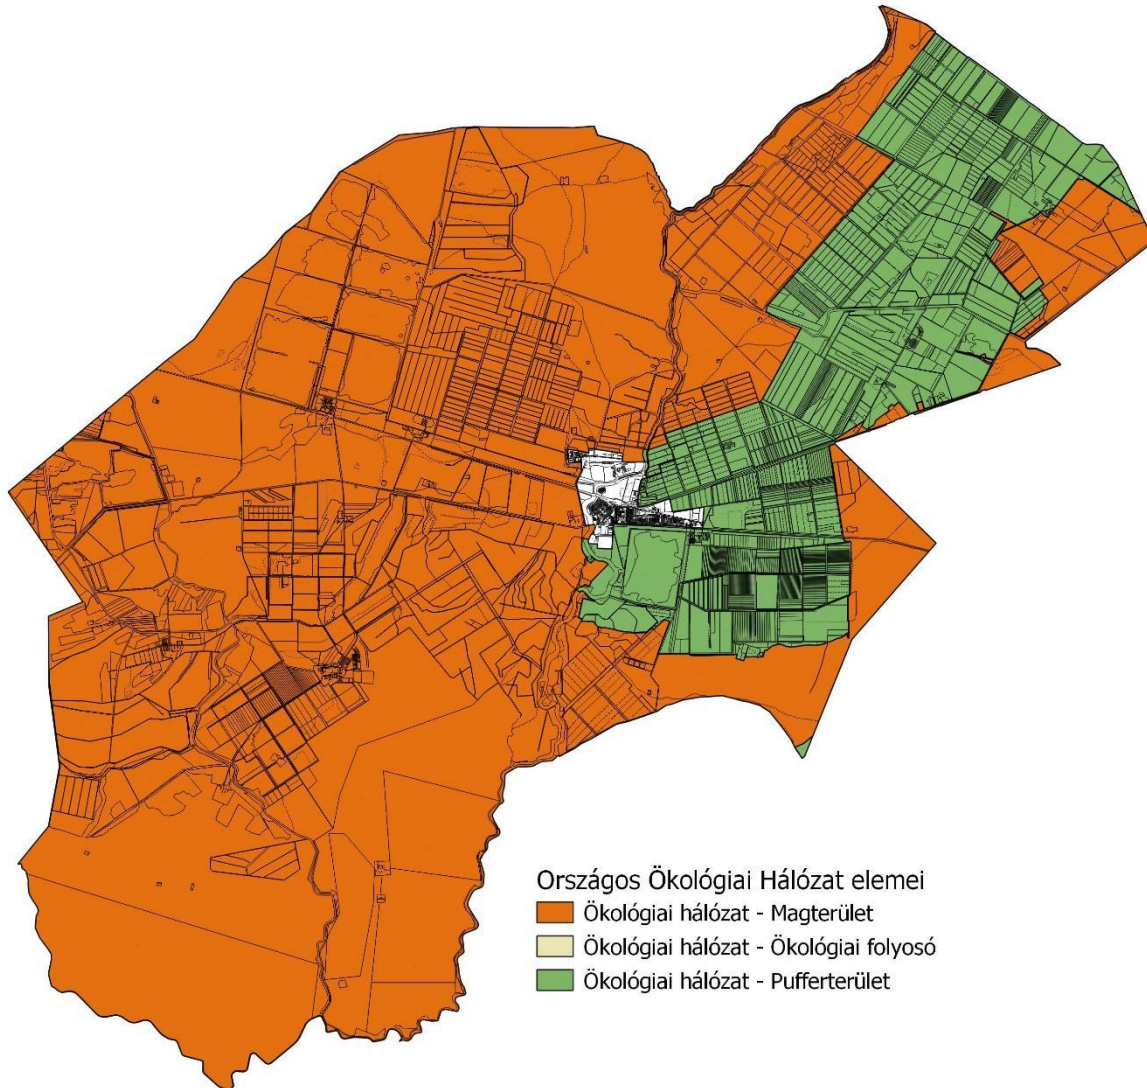 Országos Ökológiai Hálózat elemei
Ökológiai hálózat - Magterület
Ökológiai hálózat - Ökológiai folyosó
Ökológiai hálózat - Pufferterület